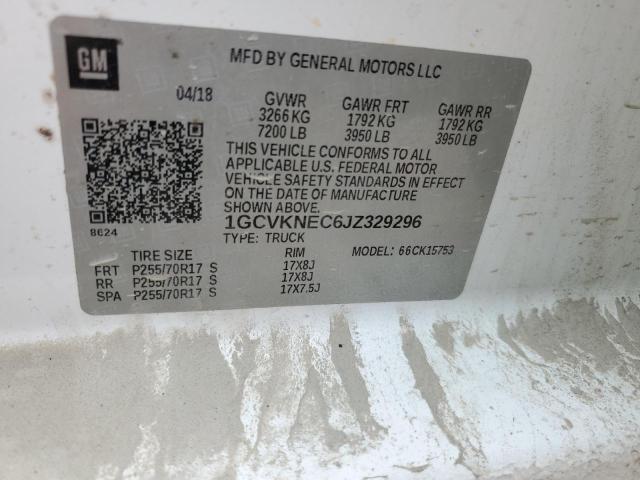 GM
MFD BY GENERAL MOTORS LLC
04/18 GVWR GAWR FRT GAWR RR
3266 KG 1792 KG 1792 KG
7200 LB 3950 LB 3950 LB
THIS VEHICLE CONFORMS TO ALL
APPLICABLE U.S. FEDERAL MOTOR
VEHICLE SAFETY STANDARDS IN EFFECT
ON THE DATE OF MANUFACTURE
SHOWN ABOVE
8624
1GCVKNEC6JZ329296
TYPE: TRUCK MODEL: 66CK15753
TIRE SIZE RIM
FRT P255/70R17 S 17X8J
RR P255/70R17 S 17X8J
SPA P255/70R17 S 17X7.5J